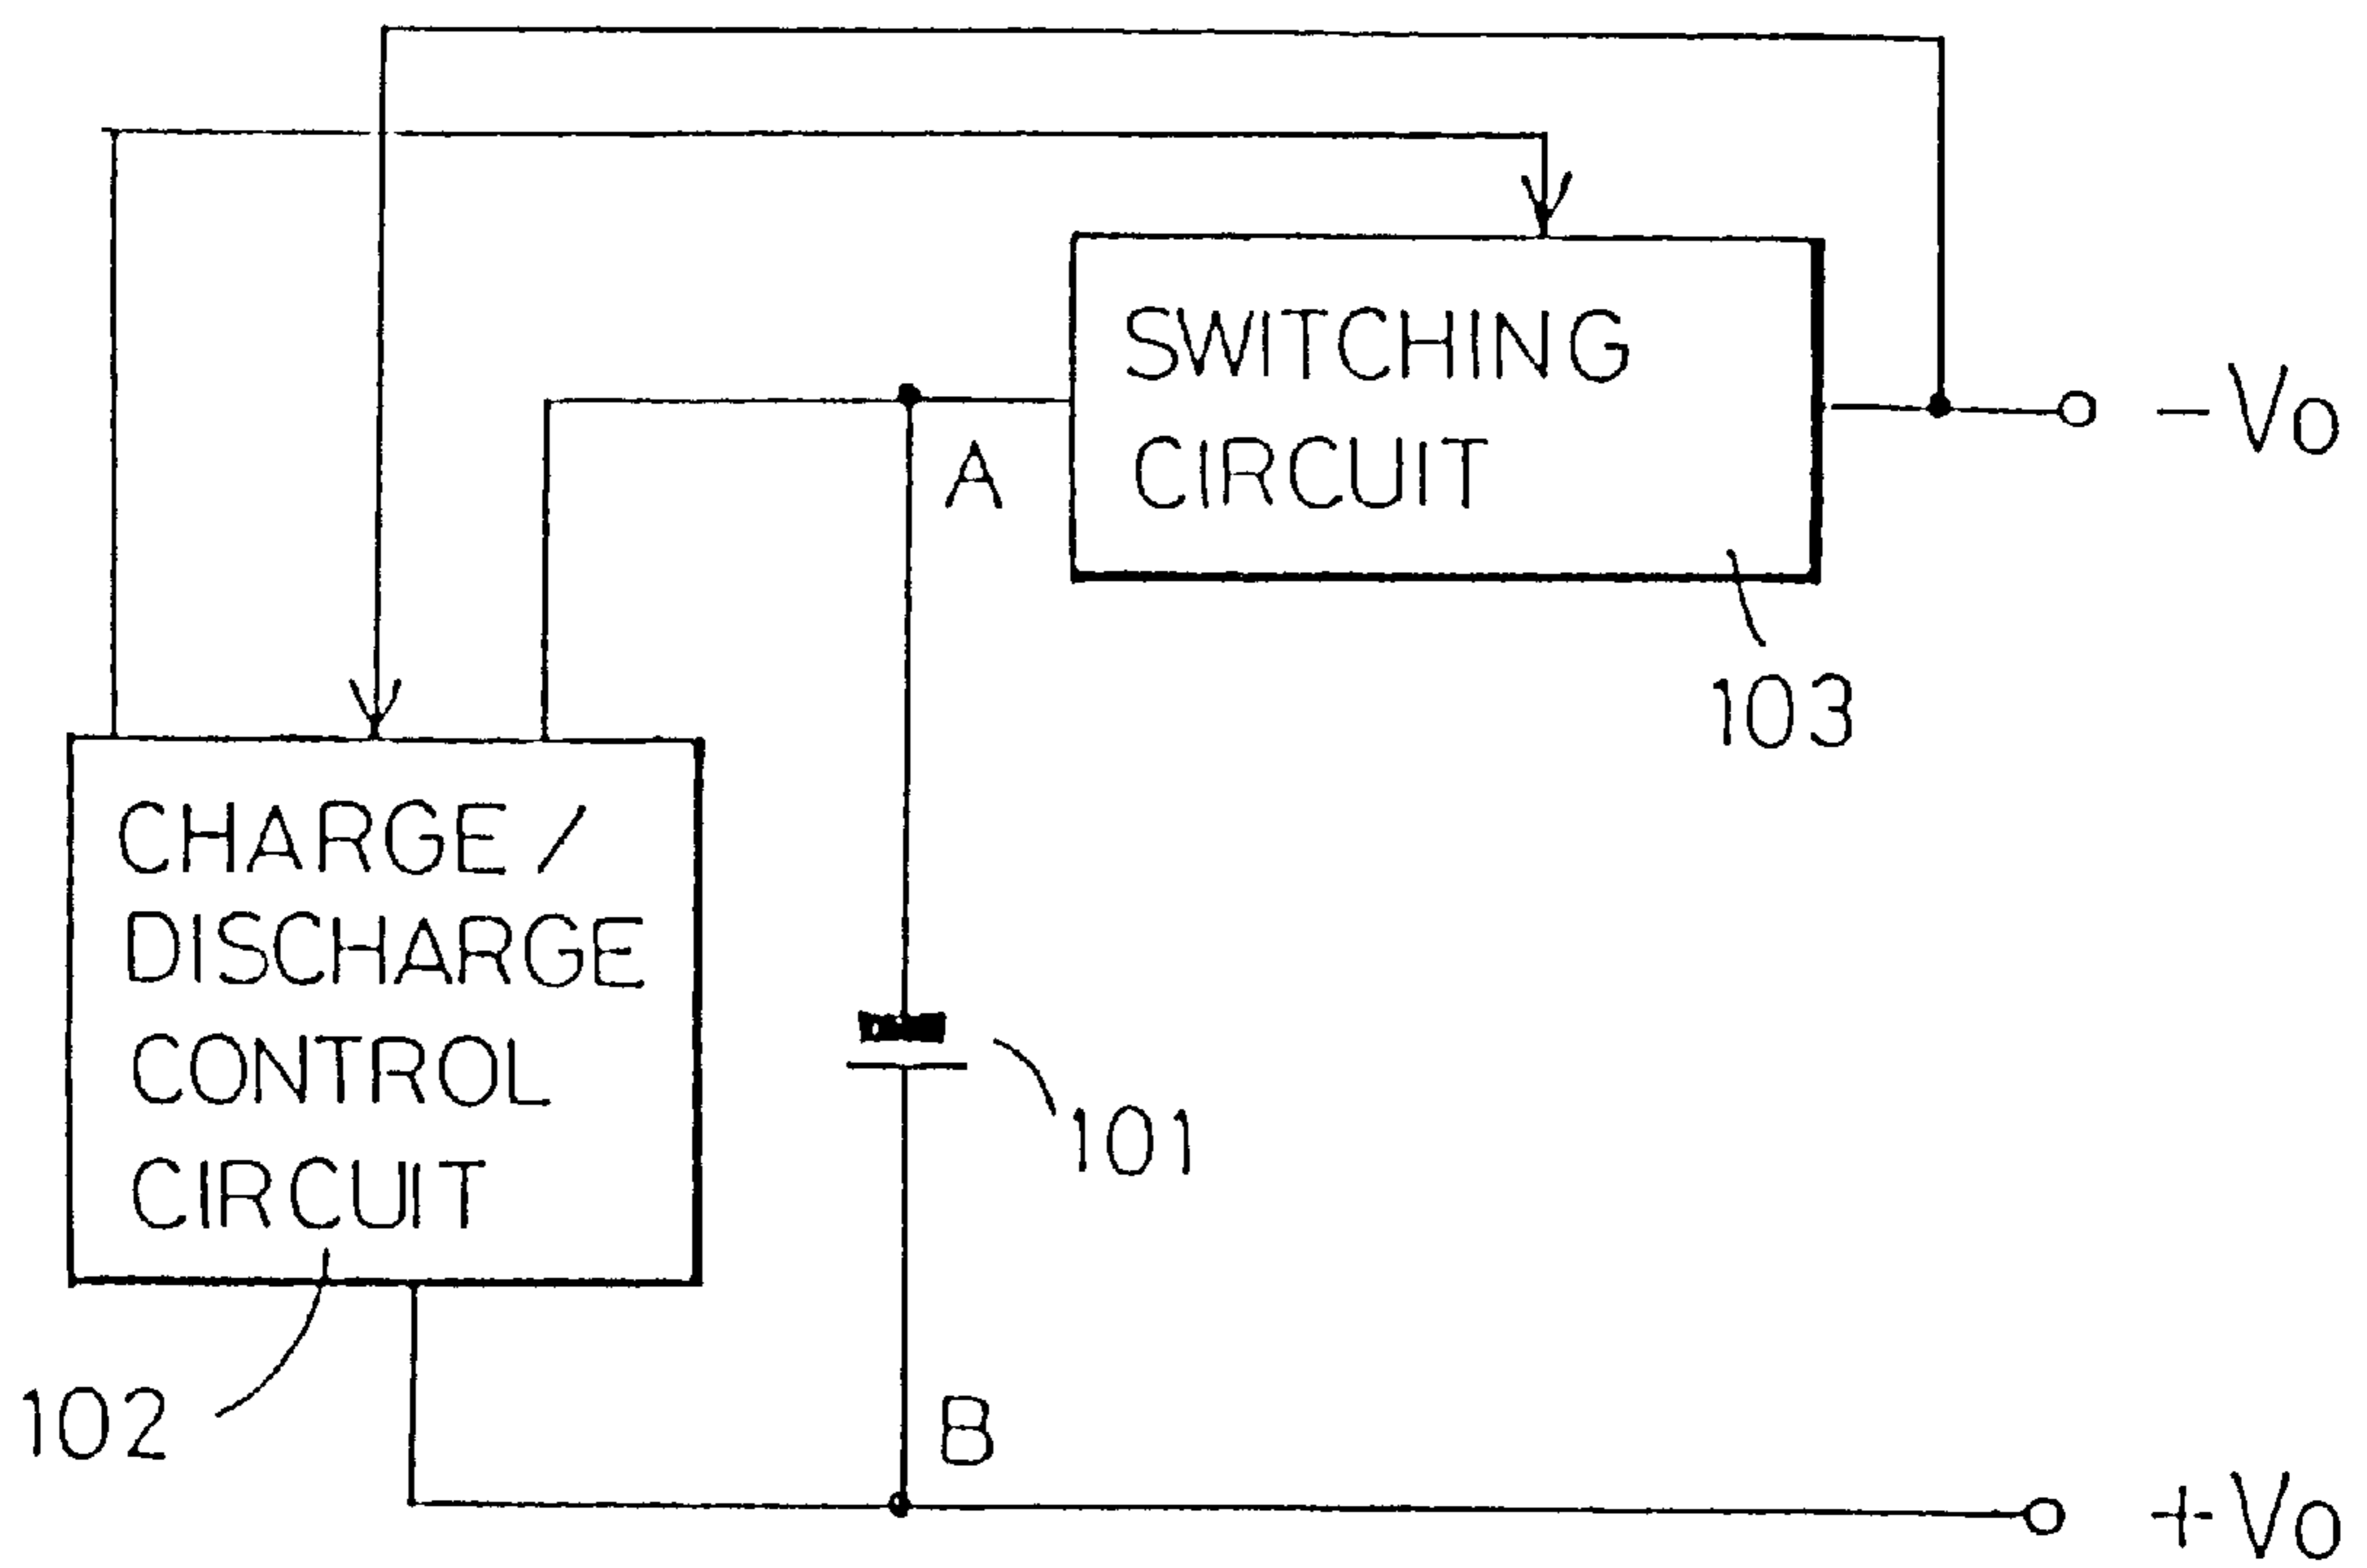 SWITCHING
CIRCUIT
−Vo
A
103
CHARGE/
DISCHARGE
CONTROL
CIRCUIT
101
102
B
+Vo